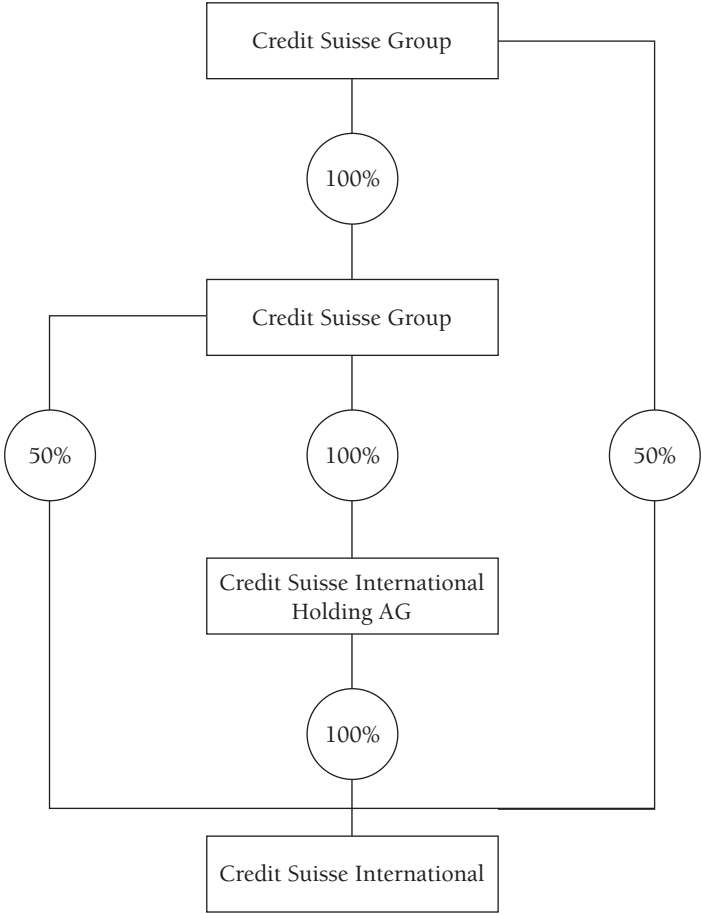 Credit Suisse Group
100%
Credit Suisse Group
50%
100%
50%
Credit Suisse International
Holding AG
100%
Credit Suisse International